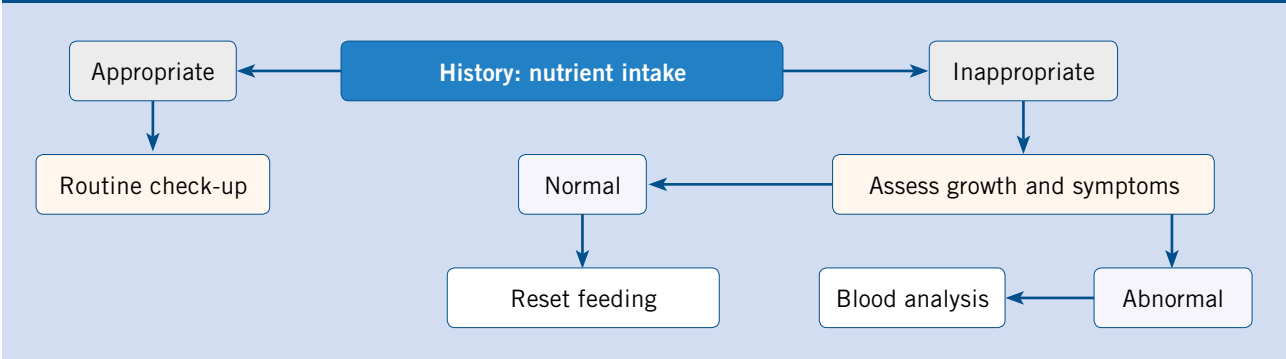 Appropriate
History: nutrient intake
Inappropriate
Routine check-up
Normal
Assess growth and symptoms
Reset feeding
Blood analysis
Abnormal